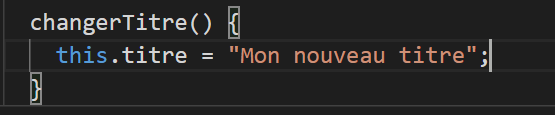 changerTitre() {
this.titre = "Mon nouveau titre";
}